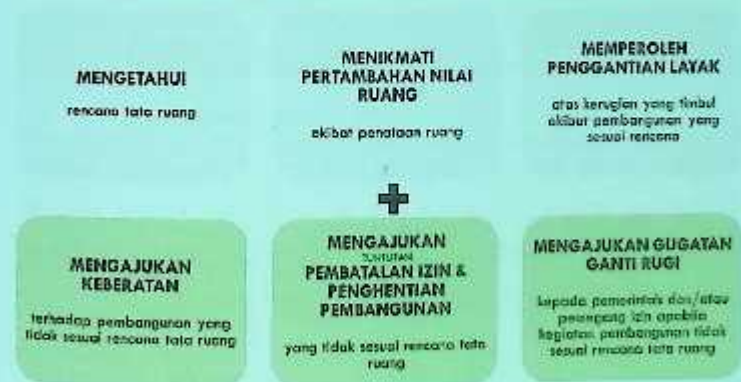 MENGETAHUI
rencana tata ruang
MENIKMATI
PERTAMBAHAN NILAI
RUANG
akibat penataan ruang
MEMPEROLEH
PENGGANTIAN LAYAK
atas kerugian yang timbul
akibat pembangunan yang
sesuai rencana
MENGAJUKAN
KEBERATAN
terhadap pembangunan yang
tidak sesuai rencana tata ruang
MENGAJUKAN
TUNTUTAN
PEMBATALAN IZIN &
PENGHENTIAN
PEMBANGUNAN
yang tidak sesuai rencana tata
ruang
MENGAJUKAN GUGATAN
GANTI RUGI
kepada pemerintah dan/atau
pemegang izin apabila
kegiatan pembangunan tidak
sesuai rencana tata ruang